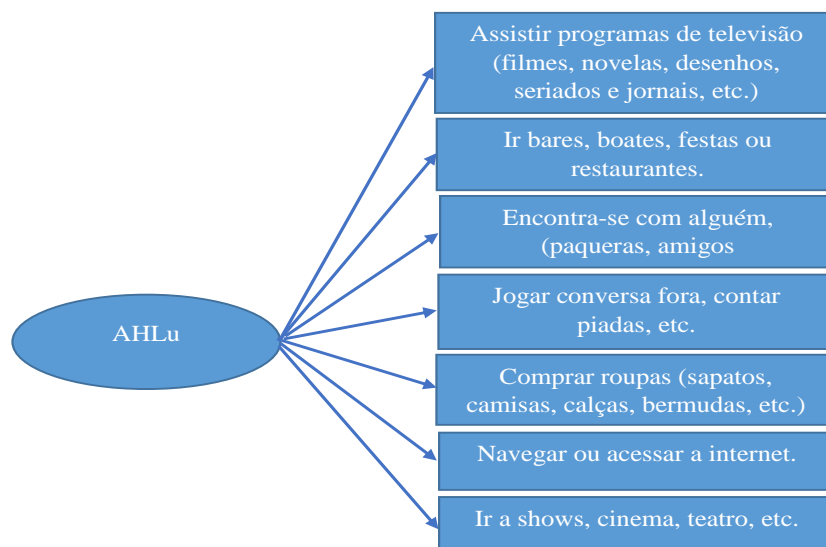 Assistir programas de televisão
(filmes, novelas, desenhos,
seriados e jornais, etc.)
Ir bares, boates, festas ou
restaurantes.
Encontra-se com alguém,
(paqueras, amigos
AHLu
Jogar conversa fora, contar
piadas, etc.
Comprar roupas (sapatos,
camisas, calças, bermudas, etc.)
Navegar ou acessar a internet.
Ir a shows, cinema, teatro, etc.